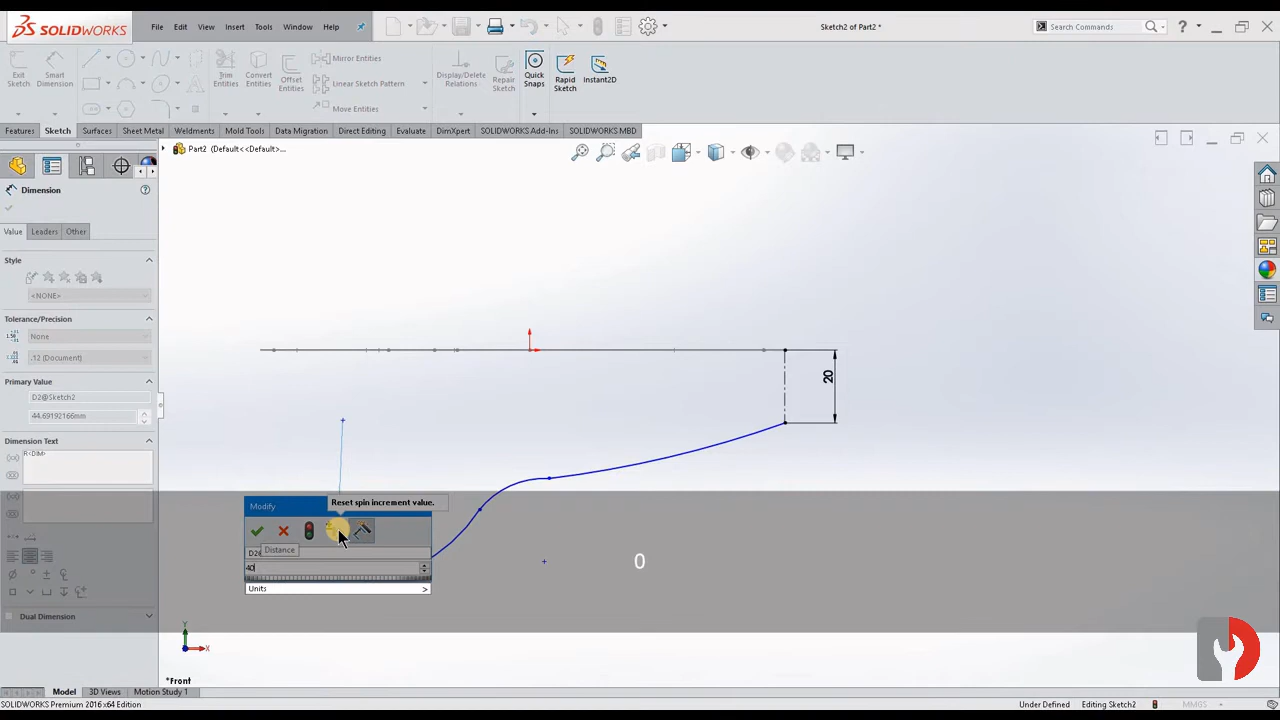 SOLIDWORKS
File Edit View Insert Tools Window Help
Sketch2 of Part2 *
Search Commands
Exit Sketch
Smart Dimension
Trim Entities
Convert Entities
Offset Entities
Mirror Entities
Linear Sketch Pattern
Move Entities
Display/Delete Relations
Repair Sketch
Quick Snaps
Rapid Sketch
Instant2D
Features Sketch Surfaces Sheet Metal Weldments Mold Tools Data Migration Direct Editing Evaluate DimXpert SOLIDWORKS Add-Ins SOLIDWORKS MBD
Part2 (Default<<Default>...
Dimension
Value Leaders Other
Style
<NONE>
Tolerance/Precision
None
.12 (Document)
Primary Value
D2@Sketch2
44.69192166mm
Dimension Text
R<DIM>
Dual Dimension
20
Reset spin increment value.
Modify
Distance
40
Units >
0
Y
X
*Front
Model 3D Views Motion Study 1
SOLIDWORKS Premium 2016 x64 Edition
Under Defined Editing Sketch2 MMGS